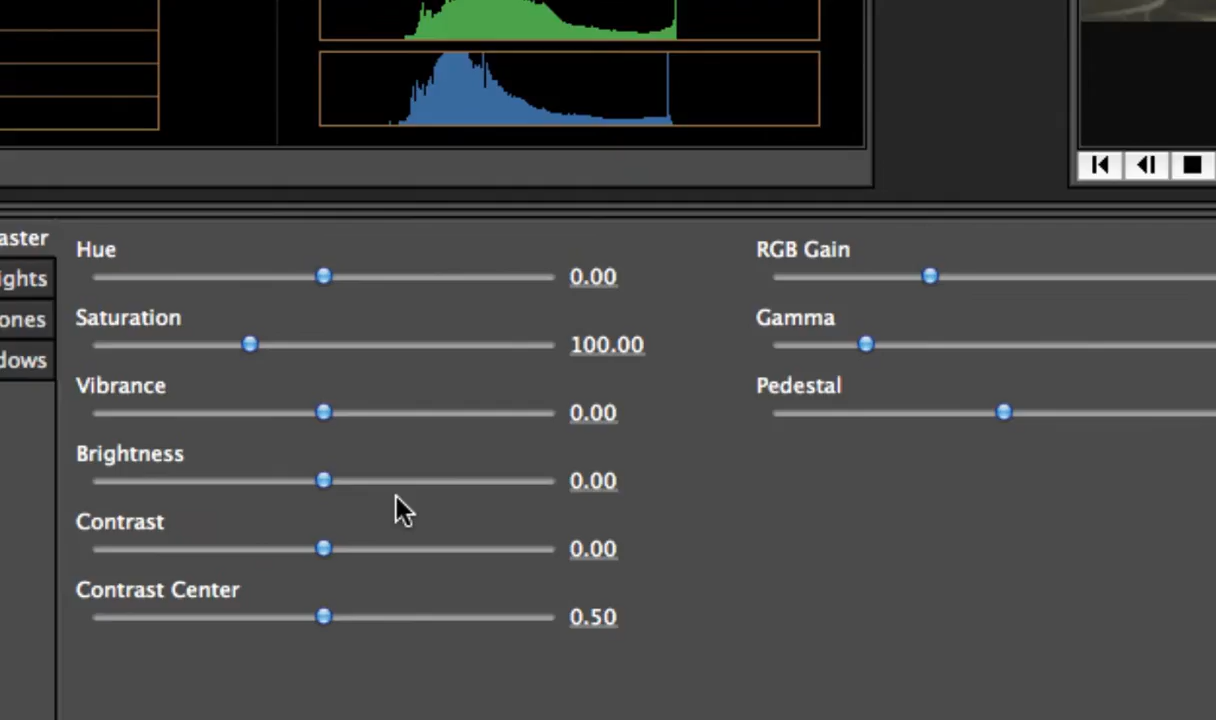 aster
ights
ones
dows
Hue
0.00
Saturation
100.00
Vibrance
0.00
Brightness
0.00
Contrast
0.00
Contrast Center
0.50
RGB Gain
Gamma
Pedestal